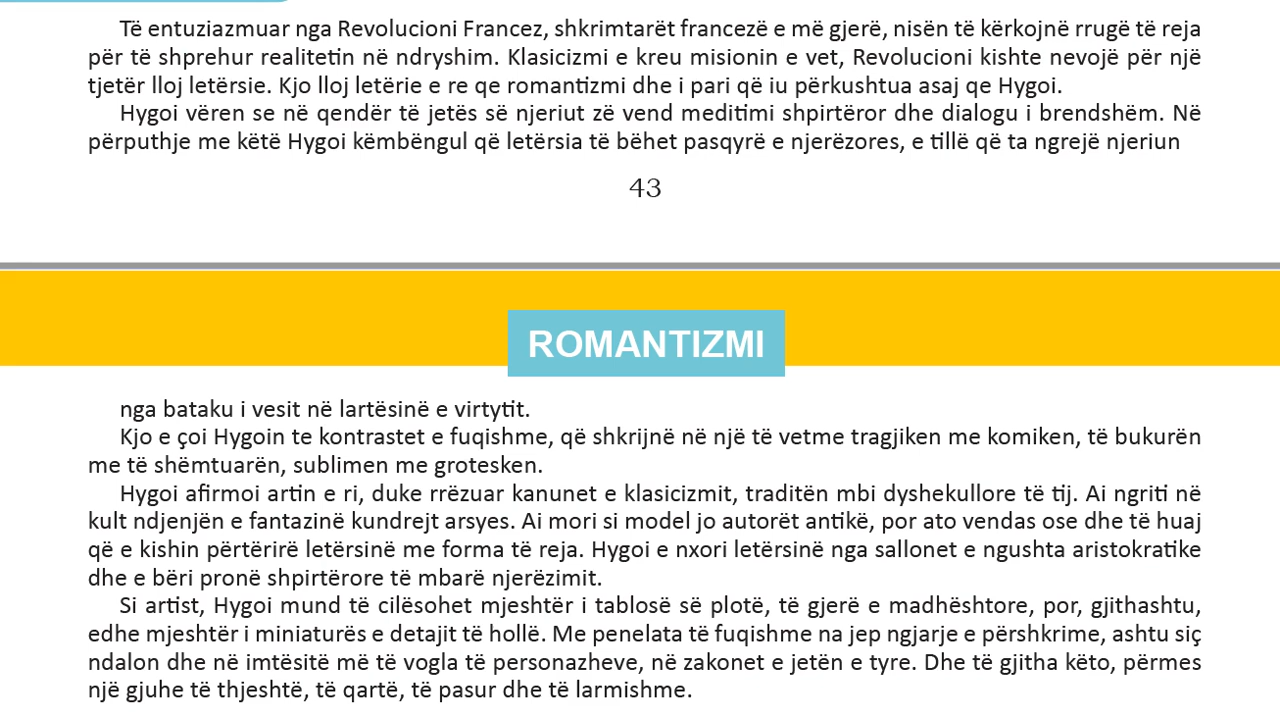 Të entuziazmuar nga Revolucioni Francez, shkrimtarët francezë e më gjerë, nisën të kërkojnë rrugë të reja
për të shprehur realitetin në ndryshim. Klasicizmi e kreu misionin e vet, Revolucioni kishte nevojë për një
tjetër lloj letërsie. Kjo lloj letërie e re qe romantizmi dhe i pari që iu përkushtua asaj qe Hygoi.
Hygoi vëren se në qendër të jetës së njeriut zë vend meditimi shpirtëror dhe dialogu i brendshëm. Në
përputhje me këtë Hygoi këmbëngul që letërsia të bëhet pasqyrë e njerëzores, e tillë që ta ngrejë njeriun
43
ROMANTIZMI
nga bataku i vesit në lartësinë e virtytit.
Kjo e çoi Hygoin te kontrastet e fuqishme, që shkrijnë në një të vetme tragjiken me komiken, të bukurën
me të shëmtuarën, sublimen me grotesken.
Hygoi afirmoi artin e ri, duke rrëzuar kanunet e klasicizmit, traditën mbi dyshekullore të tij. Ai ngriti në
kult ndjenjën e fantazinë kundrejt arsyes. Ai mori si model jo autorët antikë, por ato vendas ose dhe të huaj
që e kishin përtërirë letërsinë me forma të reja. Hygoi e nxori letërsinë nga sallonet e ngushta aristokratike
dhe e bëri pronë shpirtërore të mbarë njerëzimit.
Si artist, Hygoi mund të cilësohet mjeshtër i tablosë së plotë, të gjerë e madhështore, por, gjithashtu,
edhe mjeshtër i miniaturës e detajit të hollë. Me penelata të fuqishme na jep ngjarje e përshkrime, ashtu siç
ndalon dhe në imtësitë më të vogla të personazheve, në zakonet e jetën e tyre. Dhe të gjitha këto, përmes
një gjuhe të thjeshtë, të qartë, të pasur dhe të larmishme.